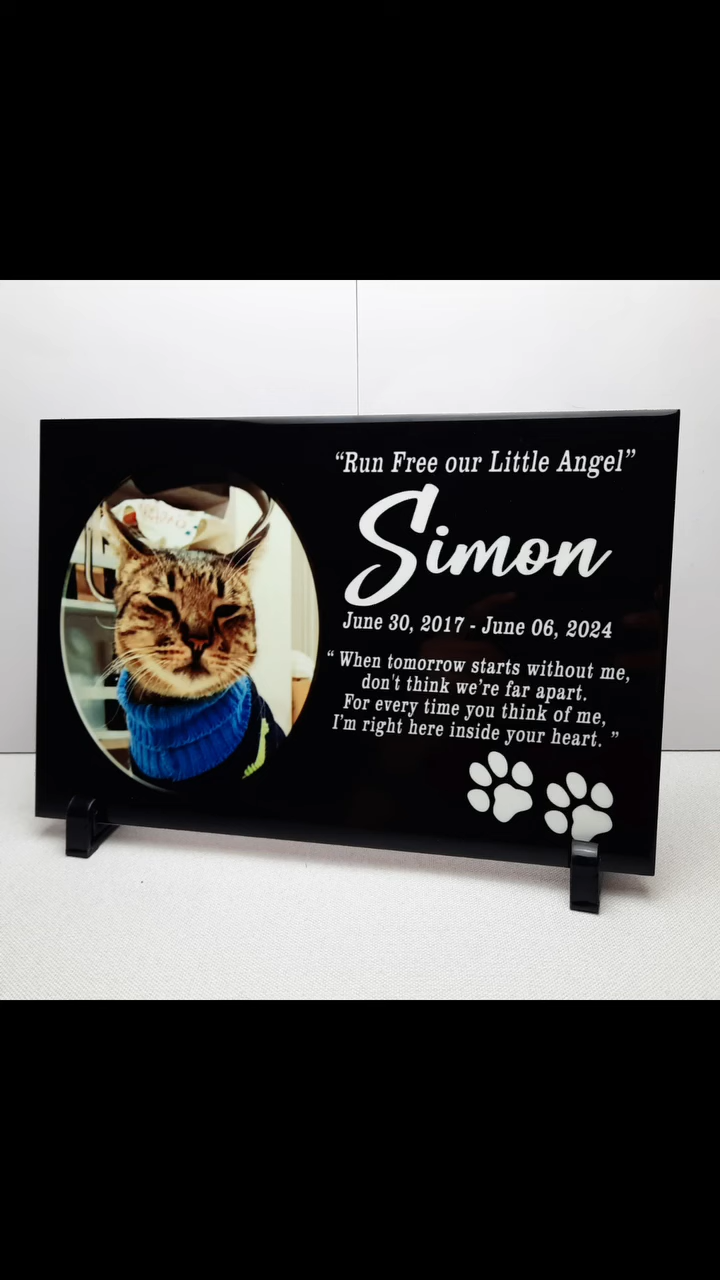 “Run Free our Little Angel”
Simon
June 30, 2017 - June 06, 2024
“ When tomorrow starts without me,
don't think we’re far apart.
For every time you think of me,
I’m right here inside your heart. ”